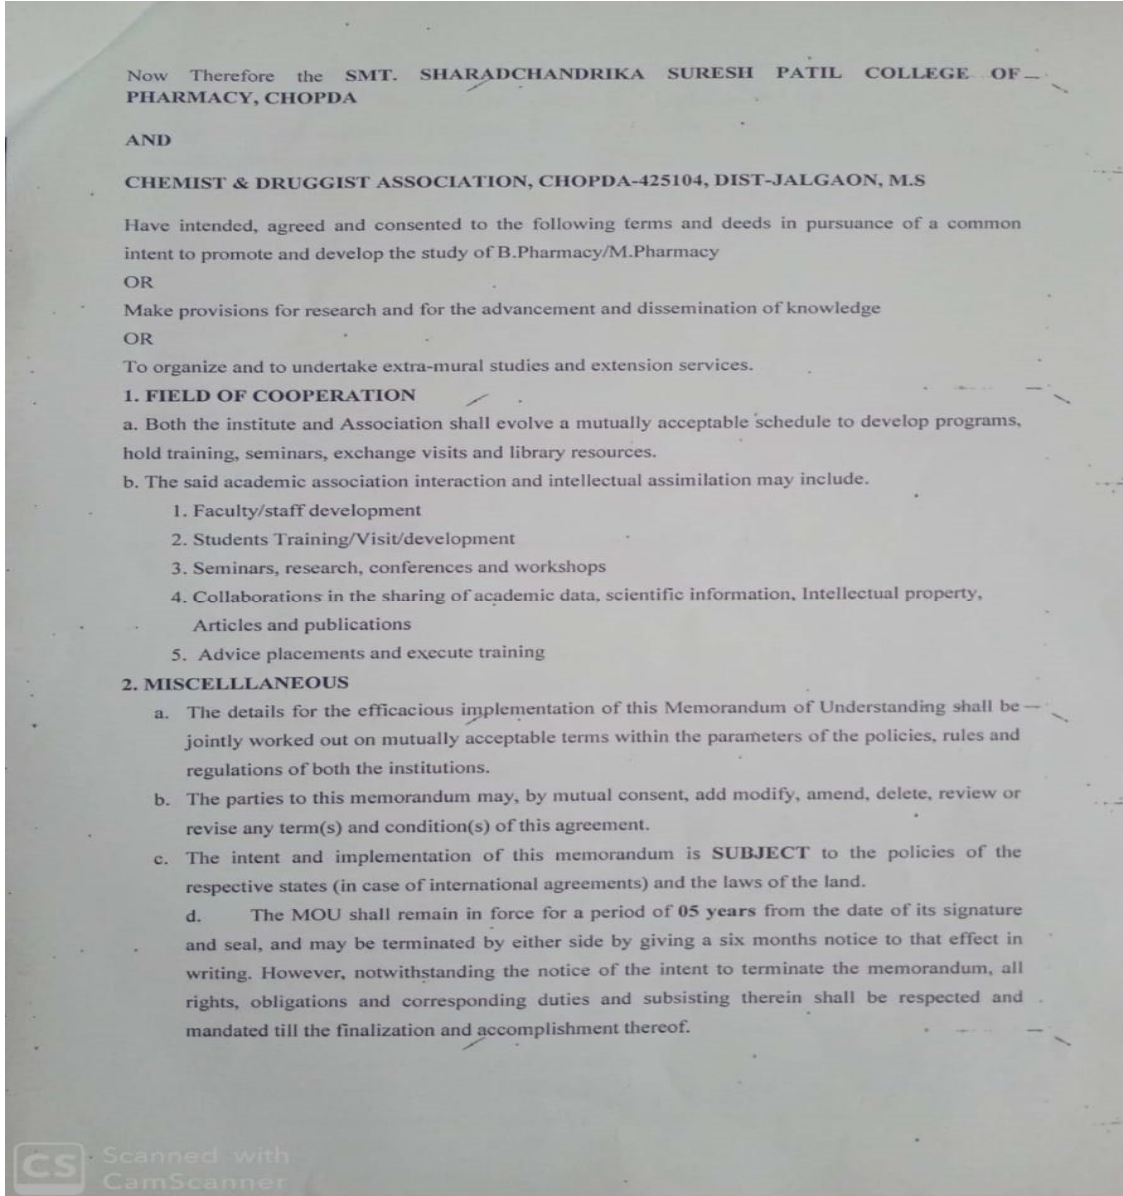 Now Therefore the SMT. SHARADCHANDRIKA SURESH PATIL COLLEGE OF
PHARMACY, CHOPDA
AND
CHEMIST & DRUGGIST ASSOCIATION, CHOPDA-425104, DIST-JALGAON, M.S
Have intended, agreed and consented to the following terms and deeds in pursuance of a common
intent to promote and develop the study of B.Pharmacy/M.Pharmacy
OR
Make provisions for research and for the advancement and dissemination of knowledge
OR
To organize and to undertake extra-mural studies and extension services.
1. FIELD OF COOPERATION
a. Both the institute and Association shall evolve a mutually acceptable schedule to develop programs,
hold training, seminars, exchange visits and library resources.
b. The said academic association interaction and intellectual assimilation may include.
1. Faculty/staff development
2. Students Training/Visit/development
3. Seminars, research, conferences and workshops
4. Collaborations in the sharing of academic data, scientific information, Intellectual property,
Articles and publications
5. Advice placements and execute training
2. MISCELLLANEOUS
a. The details for the efficacious implementation of this Memorandum of Understanding shall be
jointly worked out on mutually acceptable terms within the parameters of the policies, rules and
regulations of both the institutions.
b. The parties to this memorandum may, by mutual consent, add modify, amend, delete, review or
revise any term(s) and condition(s) of this agreement.
c. The intent and implementation of this memorandum is SUBJECT to the policies of the
respective states (in case of international agreements) and the laws of the land.
d. The MOU shall remain in force for a period of 05 years from the date of its signature
and seal, and may be terminated by either side by giving a six months notice to that effect in
writing. However, notwithstanding the notice of the intent to terminate the memorandum, all
rights, obligations and corresponding duties and subsisting therein shall be respected and
mandated till the finalization and accomplishment thereof.
CS Scanned with
CamScanner